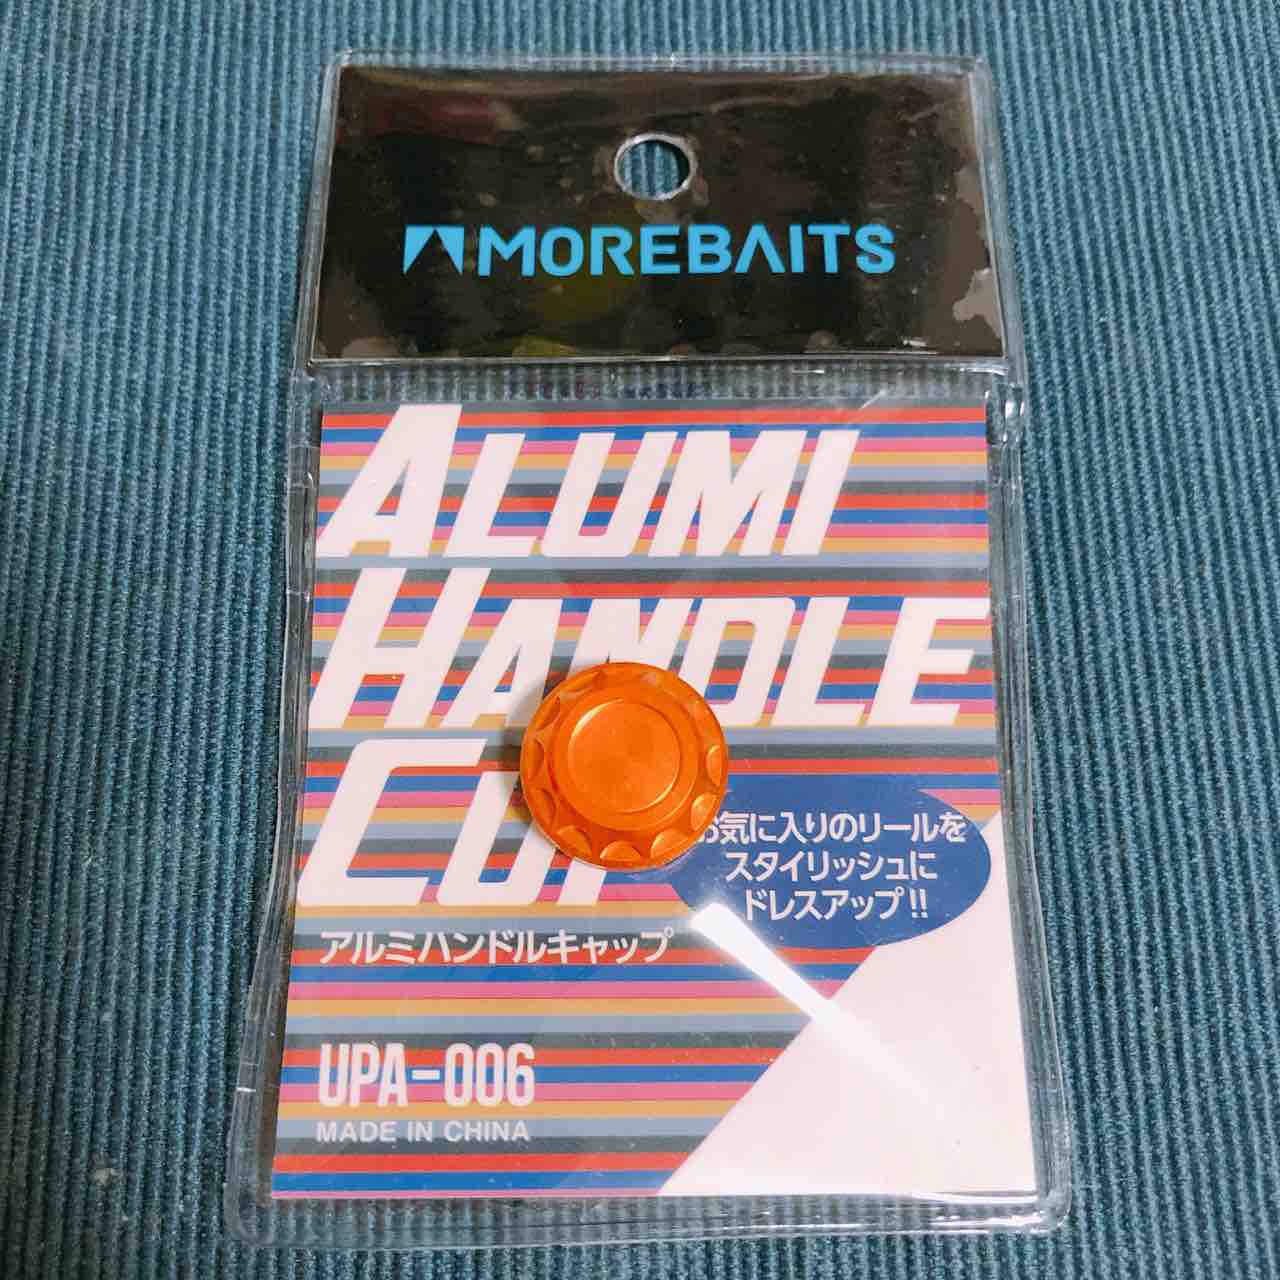 MOREBAITS
ALUMI
HANDLE
お気に入りのリールを
スタイリッシュに
ドレスアップ!!
アルミハンドルキャップ
UPA-006
MADE IN CHINA